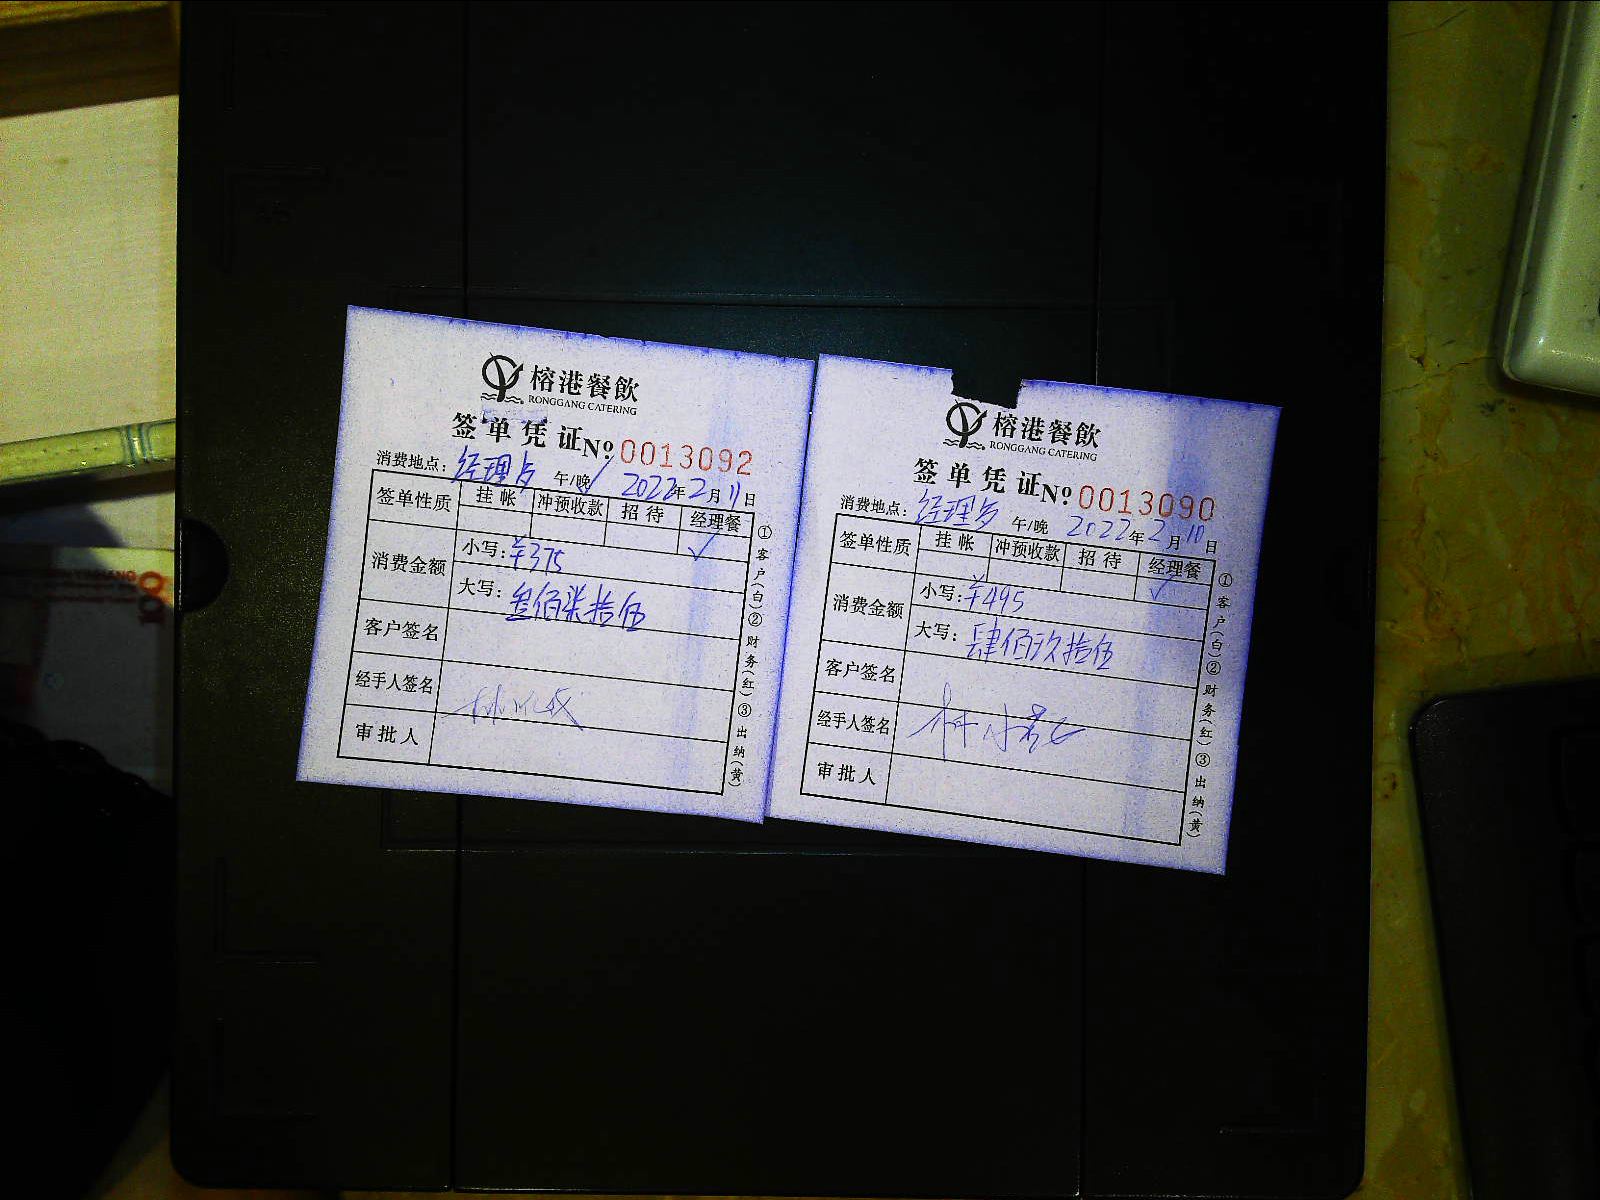 榕港餐飲
RONGGANG CATERING
签单凭证 № 0013092
消费地点：经理 午/晚 2022年2月11日
签单性质 挂帐 冲预收款 招待 经理餐
✓
消费金额 小写：¥375
大写：叁佰柒拾伍
客户签名
经手人签名
审批人
①客户(白)②财务(红)③出纳(黄)
榕港餐飲
RONGGANG CATERING
签单凭证 № 0013090
消费地点：经理 午/晚 2022年2月10日
签单性质 挂帐 冲预收款 招待 经理餐
✓
消费金额 小写：¥495
大写：肆佰玖拾伍
客户签名
经手人签名
审批人
①客户(白)②财务(红)③出纳(黄)